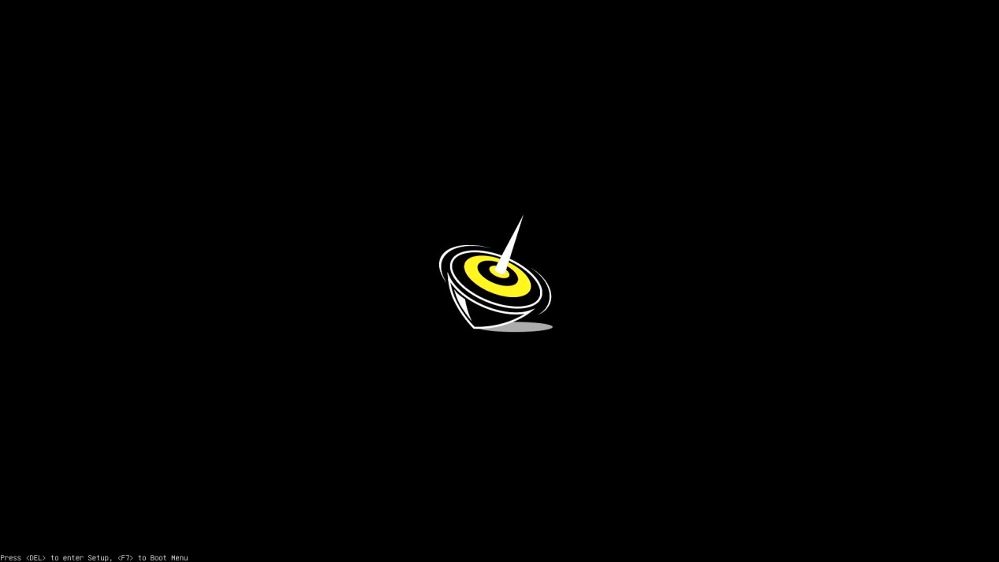 Press <DEL> to enter Setup, <F7> to Boot Menu